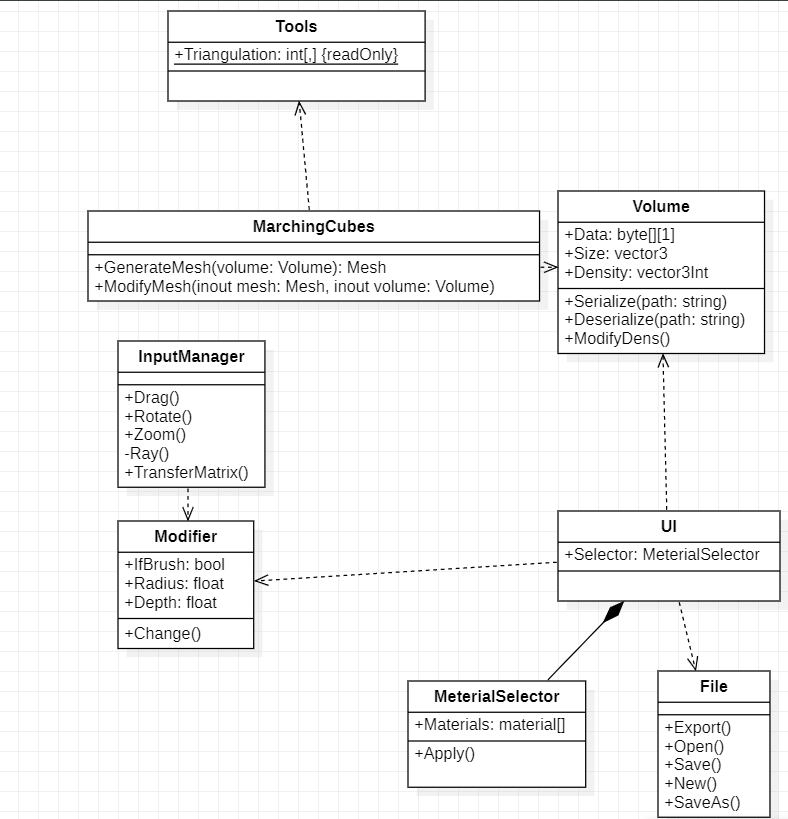 Tools
+Triangulation: int[,] {readOnly}
MarchingCubes
+GenerateMesh(volume: Volume): Mesh
+ModifyMesh(inout mesh: Mesh, inout volume: Volume)
Volume
+Data: byte[][1]
+Size: vector3
+Density: vector3Int
+Serialize(path: string)
+Deserialize(path: string)
+ModifyDens()
InputManager
+Drag()
+Rotate()
+Zoom()
-Ray()
+TransferMatrix()
Modifier
+IfBrush: bool
+Radius: float
+Depth: float
+Change()
UI
+Selector: MeterialSelector
MeterialSelector
+Materials: material[]
+Apply()
File
+Export()
+Open()
+Save()
+New()
+SaveAs()